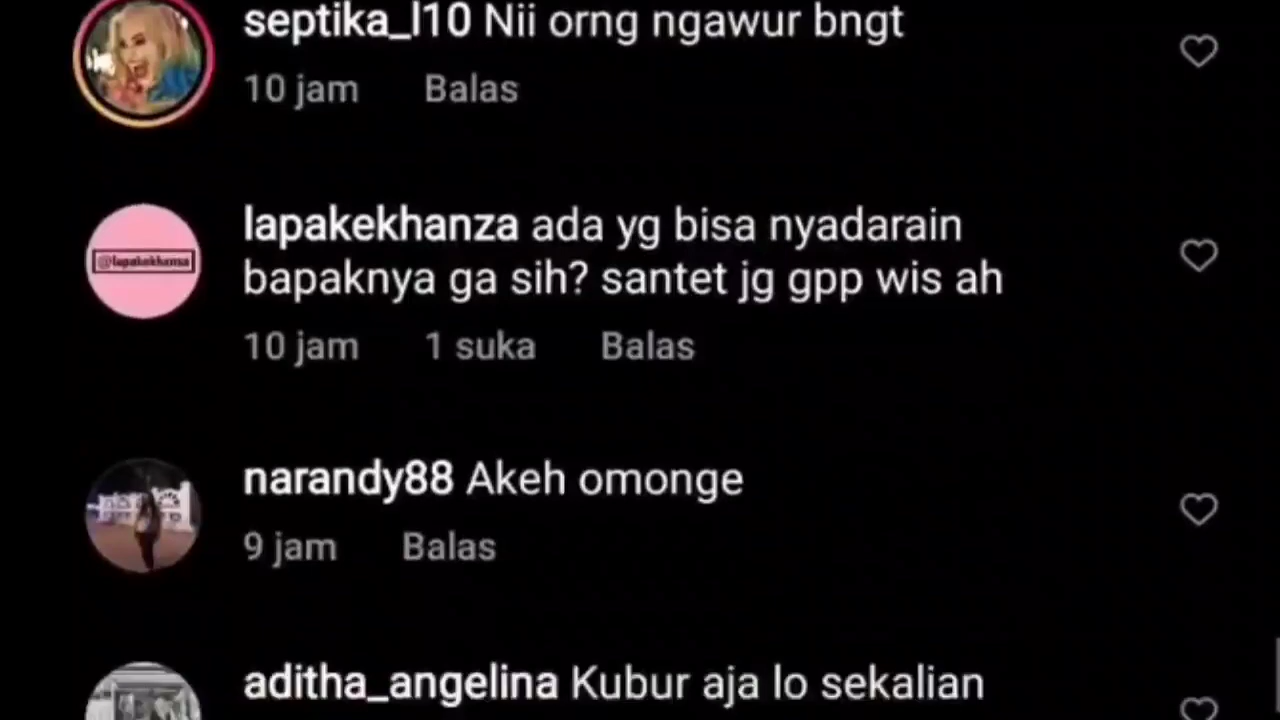 septika_l10 Nii orng ngawur bngt
10 jam Balas
lapakekhanza ada yg bisa nyadarain
@lapakekhansa
bapaknya ga sih? santet jg gpp wis ah
10 jam 1 suka Balas
narandy88 Akeh omonge
9 jam Balas
aditha_angelina Kubur aja lo sekalian